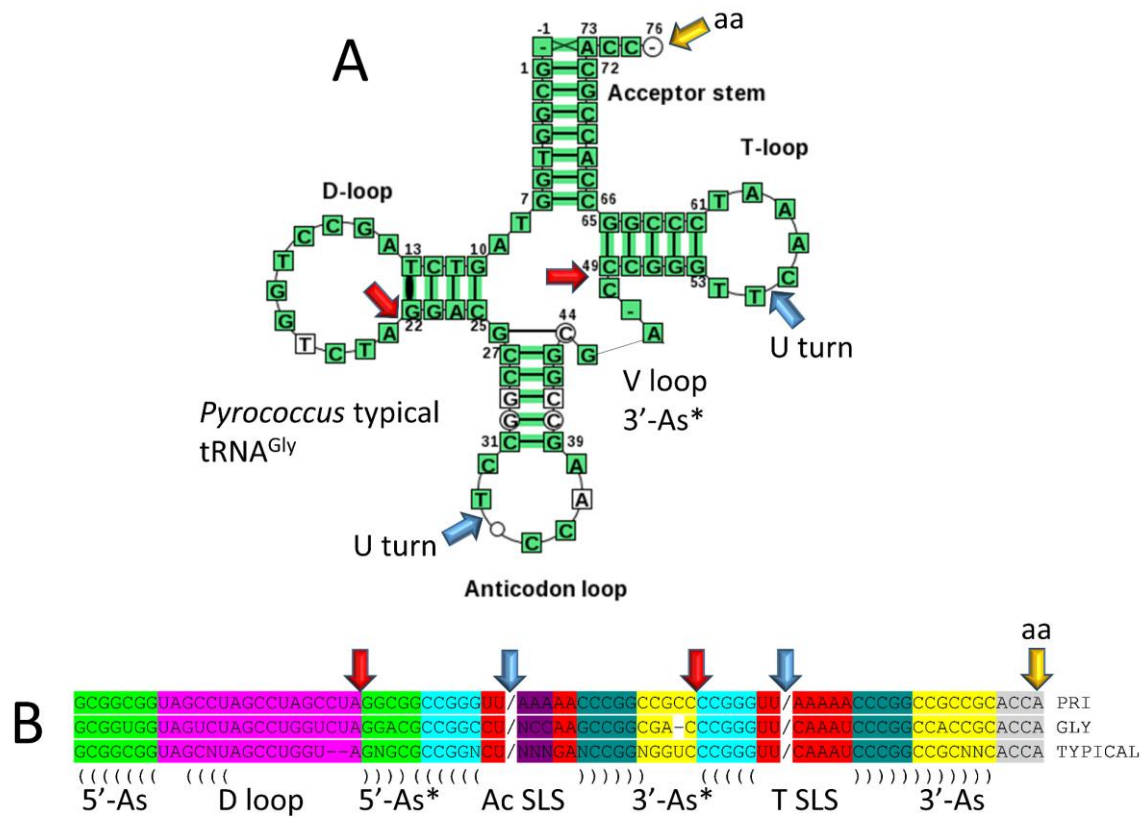 A
-1 73 76 aa
- A C C -
1 G C 72
C G
G C
G C
T A
G C
7 G C 66
Acceptor stem
D-loop
T-loop
A G C C T G G T C T A
13 10
T C T G A T
G G A C G
22 25
65 61
G G C C C T A A A C T T
C C G G G T
49 53
44
C G A - C
27 C G
C G
G C
G C
31 C G 39
C A
T A
C C
U turn
V loop
3'-As*
Pyrococcus typical
tRNAGly
U turn
Anticodon loop
aa
B
GCGGCGGUAGCCUAGCCUAGCCUAGGCGGCCGGGUU/AAAAACCCGGCCGCCCCGGGUU/AAAAACCCGGCCGCCGCACCA PRI
GCGGUGGUAGUCUAGCCUGGUCUAGGACGCCGGCCU/NCCAAGCCGGCGA-CCCGGGUU/CAAAUCCCGGCCACCGCACCA GLY
GCGGCGGUAGCNUAGCCUGGU--AGNGCGCCGGNCU/NNNGANCCGGNGGUCCCGGGUU/CAAAUCCCGGCCGCNNCACCA TYPICAL
5'-As D loop 5'-As* Ac SLS 3'-As* T SLS 3'-As